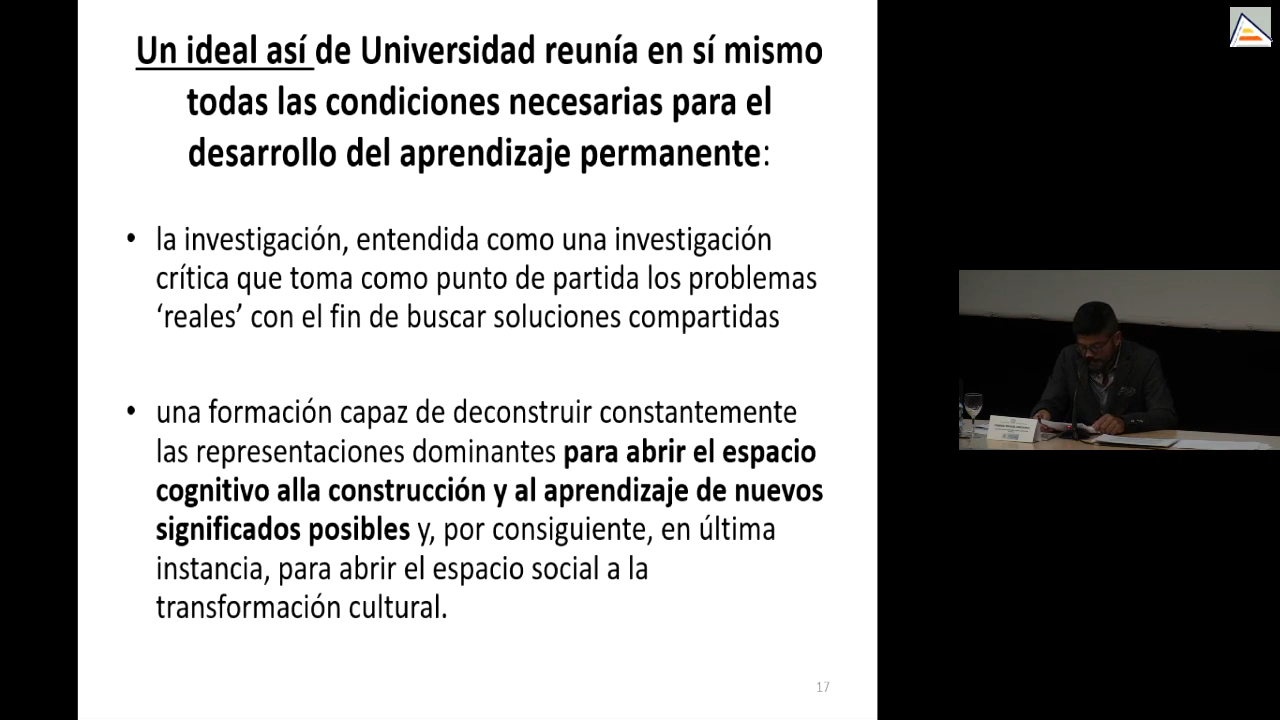 Un ideal así de Universidad reunía en sí mismo
todas las condiciones necesarias para el
desarrollo del aprendizaje permanente:
• la investigación, entendida como una investigación
crítica que toma como punto de partida los problemas
‘reales’ con el fin de buscar soluciones compartidas
• una formación capaz de deconstruir constantemente
las representaciones dominantes para abrir el espacio
cognitivo alla construcción y al aprendizaje de nuevos
significados posibles y, por consiguiente, en última
instancia, para abrir el espacio social a la
transformación cultural.
17